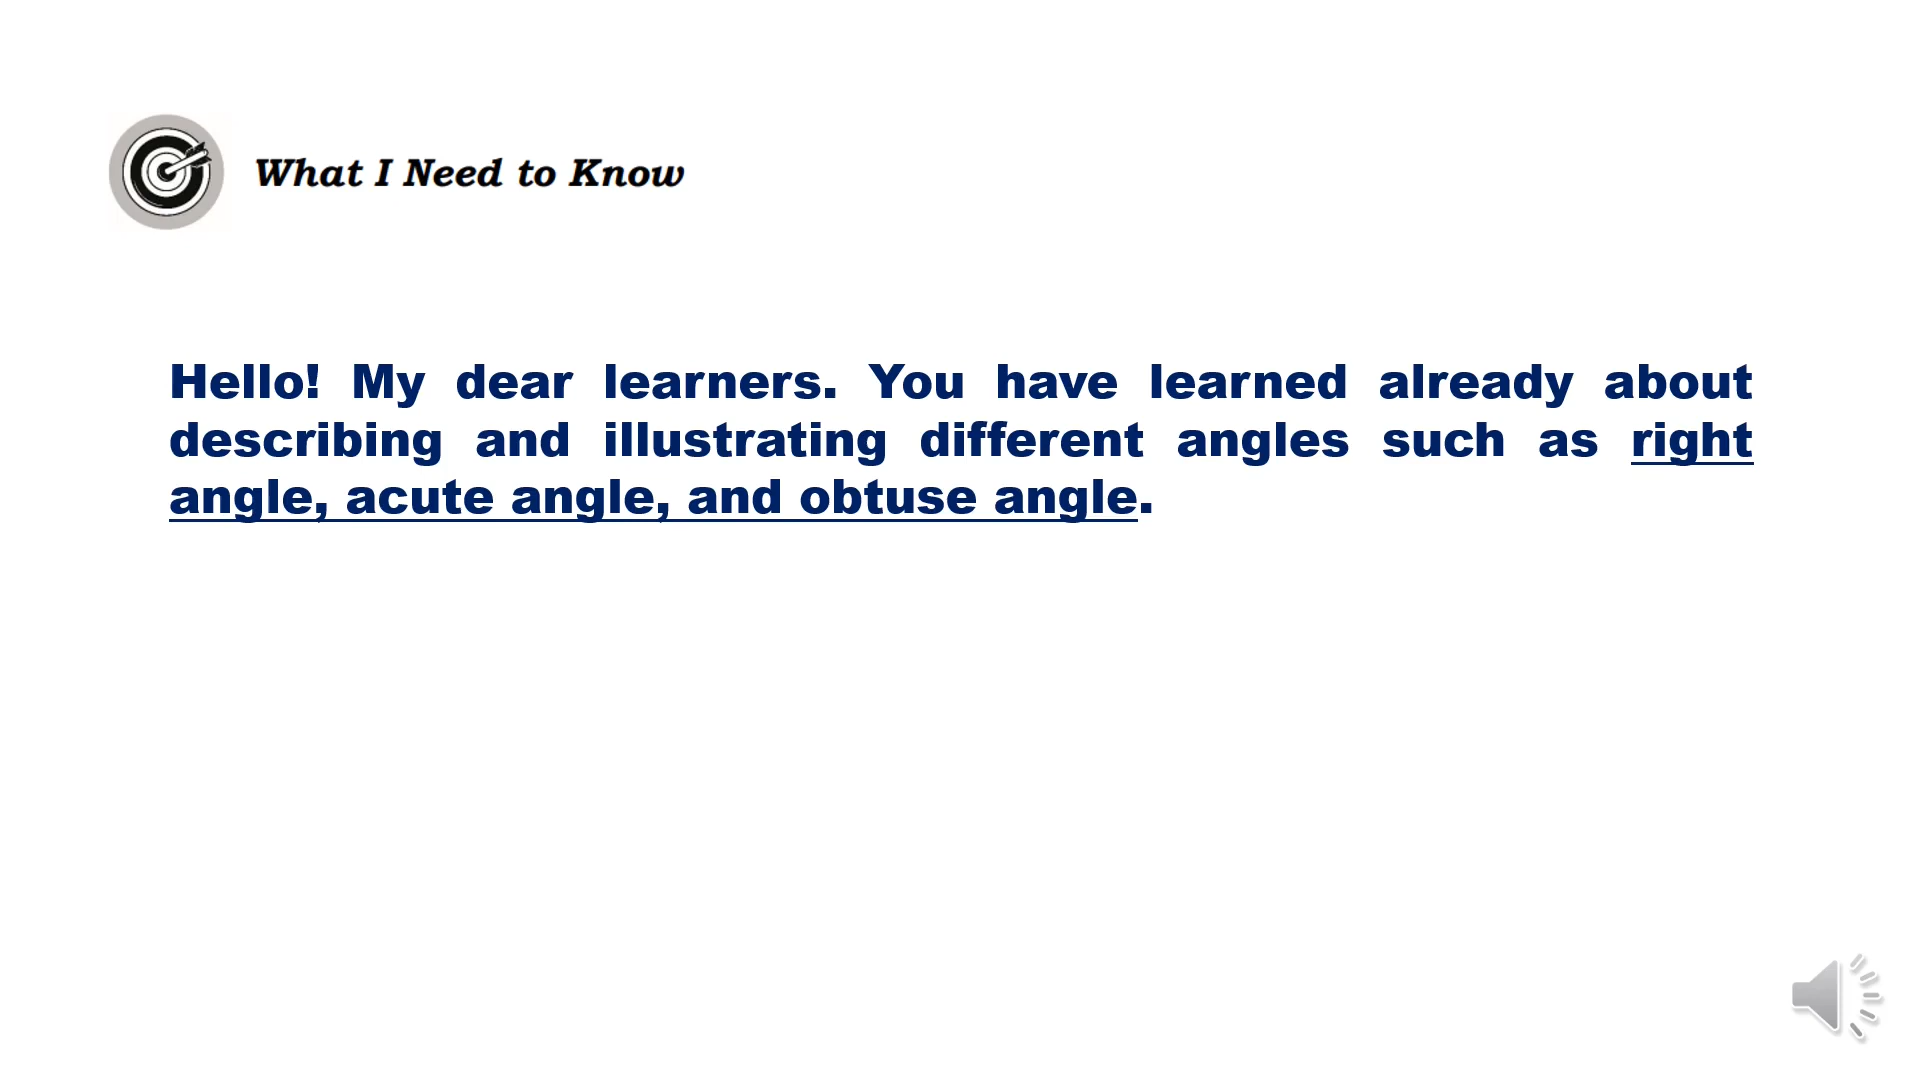 What I Need to Know
Hello! My dear learners. You have learned already about
describing and illustrating different angles such as right
angle, acute angle, and obtuse angle.